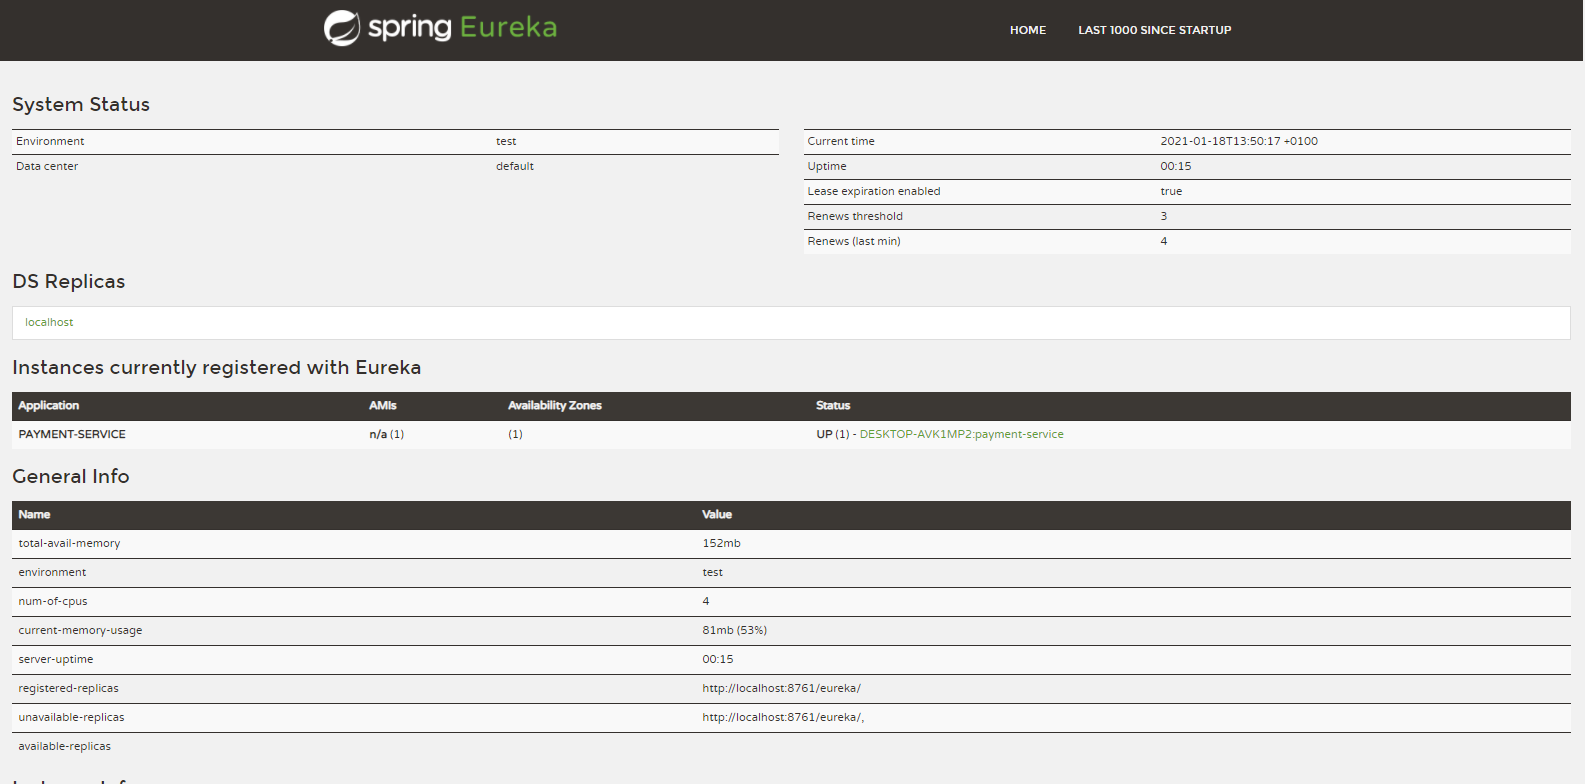 spring Eureka
HOME LAST 1000 SINCE STARTUP
System Status
Environment test
Data center default
Current time 2021-01-18T13:50:17 +0100
Uptime 00:15
Lease expiration enabled true
Renews threshold 3
Renews (last min) 4
DS Replicas
localhost
Instances currently registered with Eureka
Application AMIs Availability Zones Status
PAYMENT-SERVICE n/a (1) (1) UP (1) - DESKTOP-AVK1MP2:payment-service
General Info
Name Value
total-avail-memory 152mb
environment test
num-of-cpus 4
current-memory-usage 81mb (53%)
server-uptime 00:15
registered-replicas http://localhost:8761/eureka/
unavailable-replicas http://localhost:8761/eureka/,
available-replicas